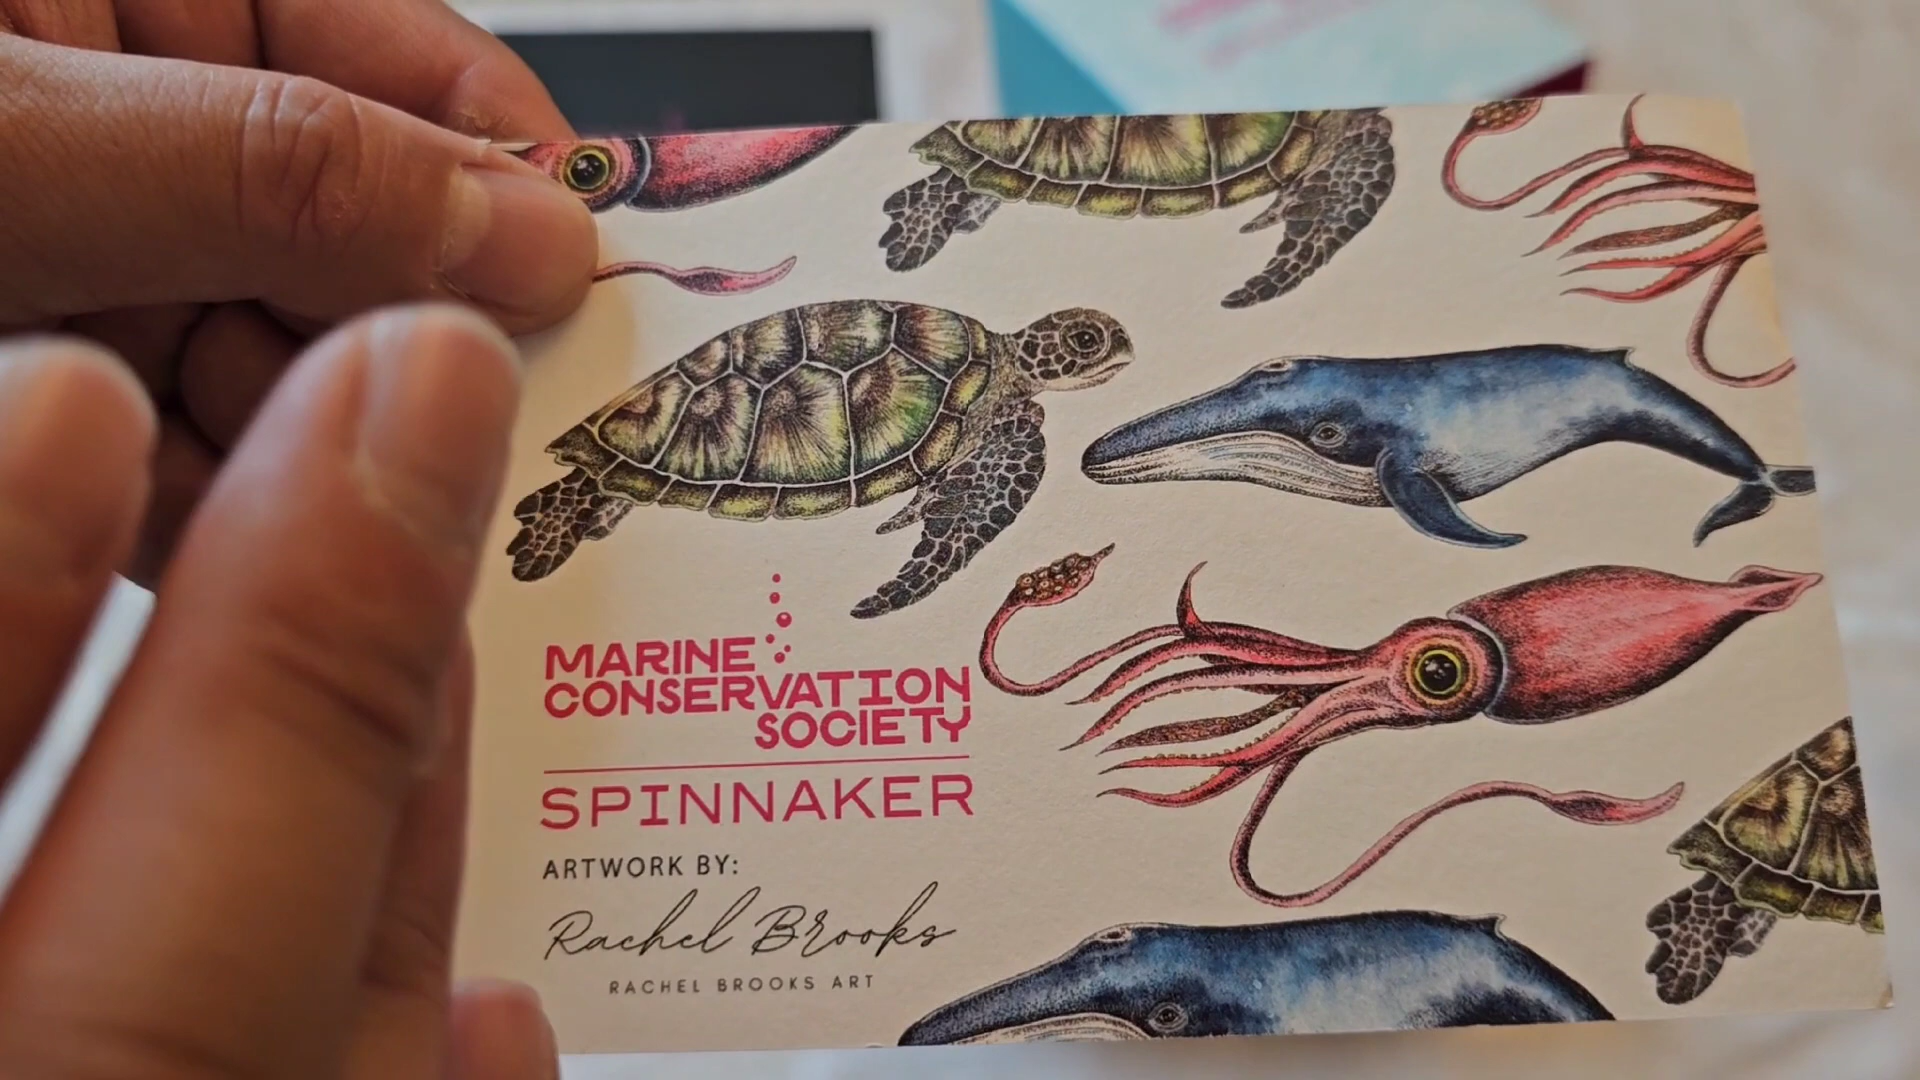 MARINE
CONSERVATION
SOCIETY
SPINNAKER
ARTWORK BY:
Rachel Brooks
RACHEL BROOKS ART